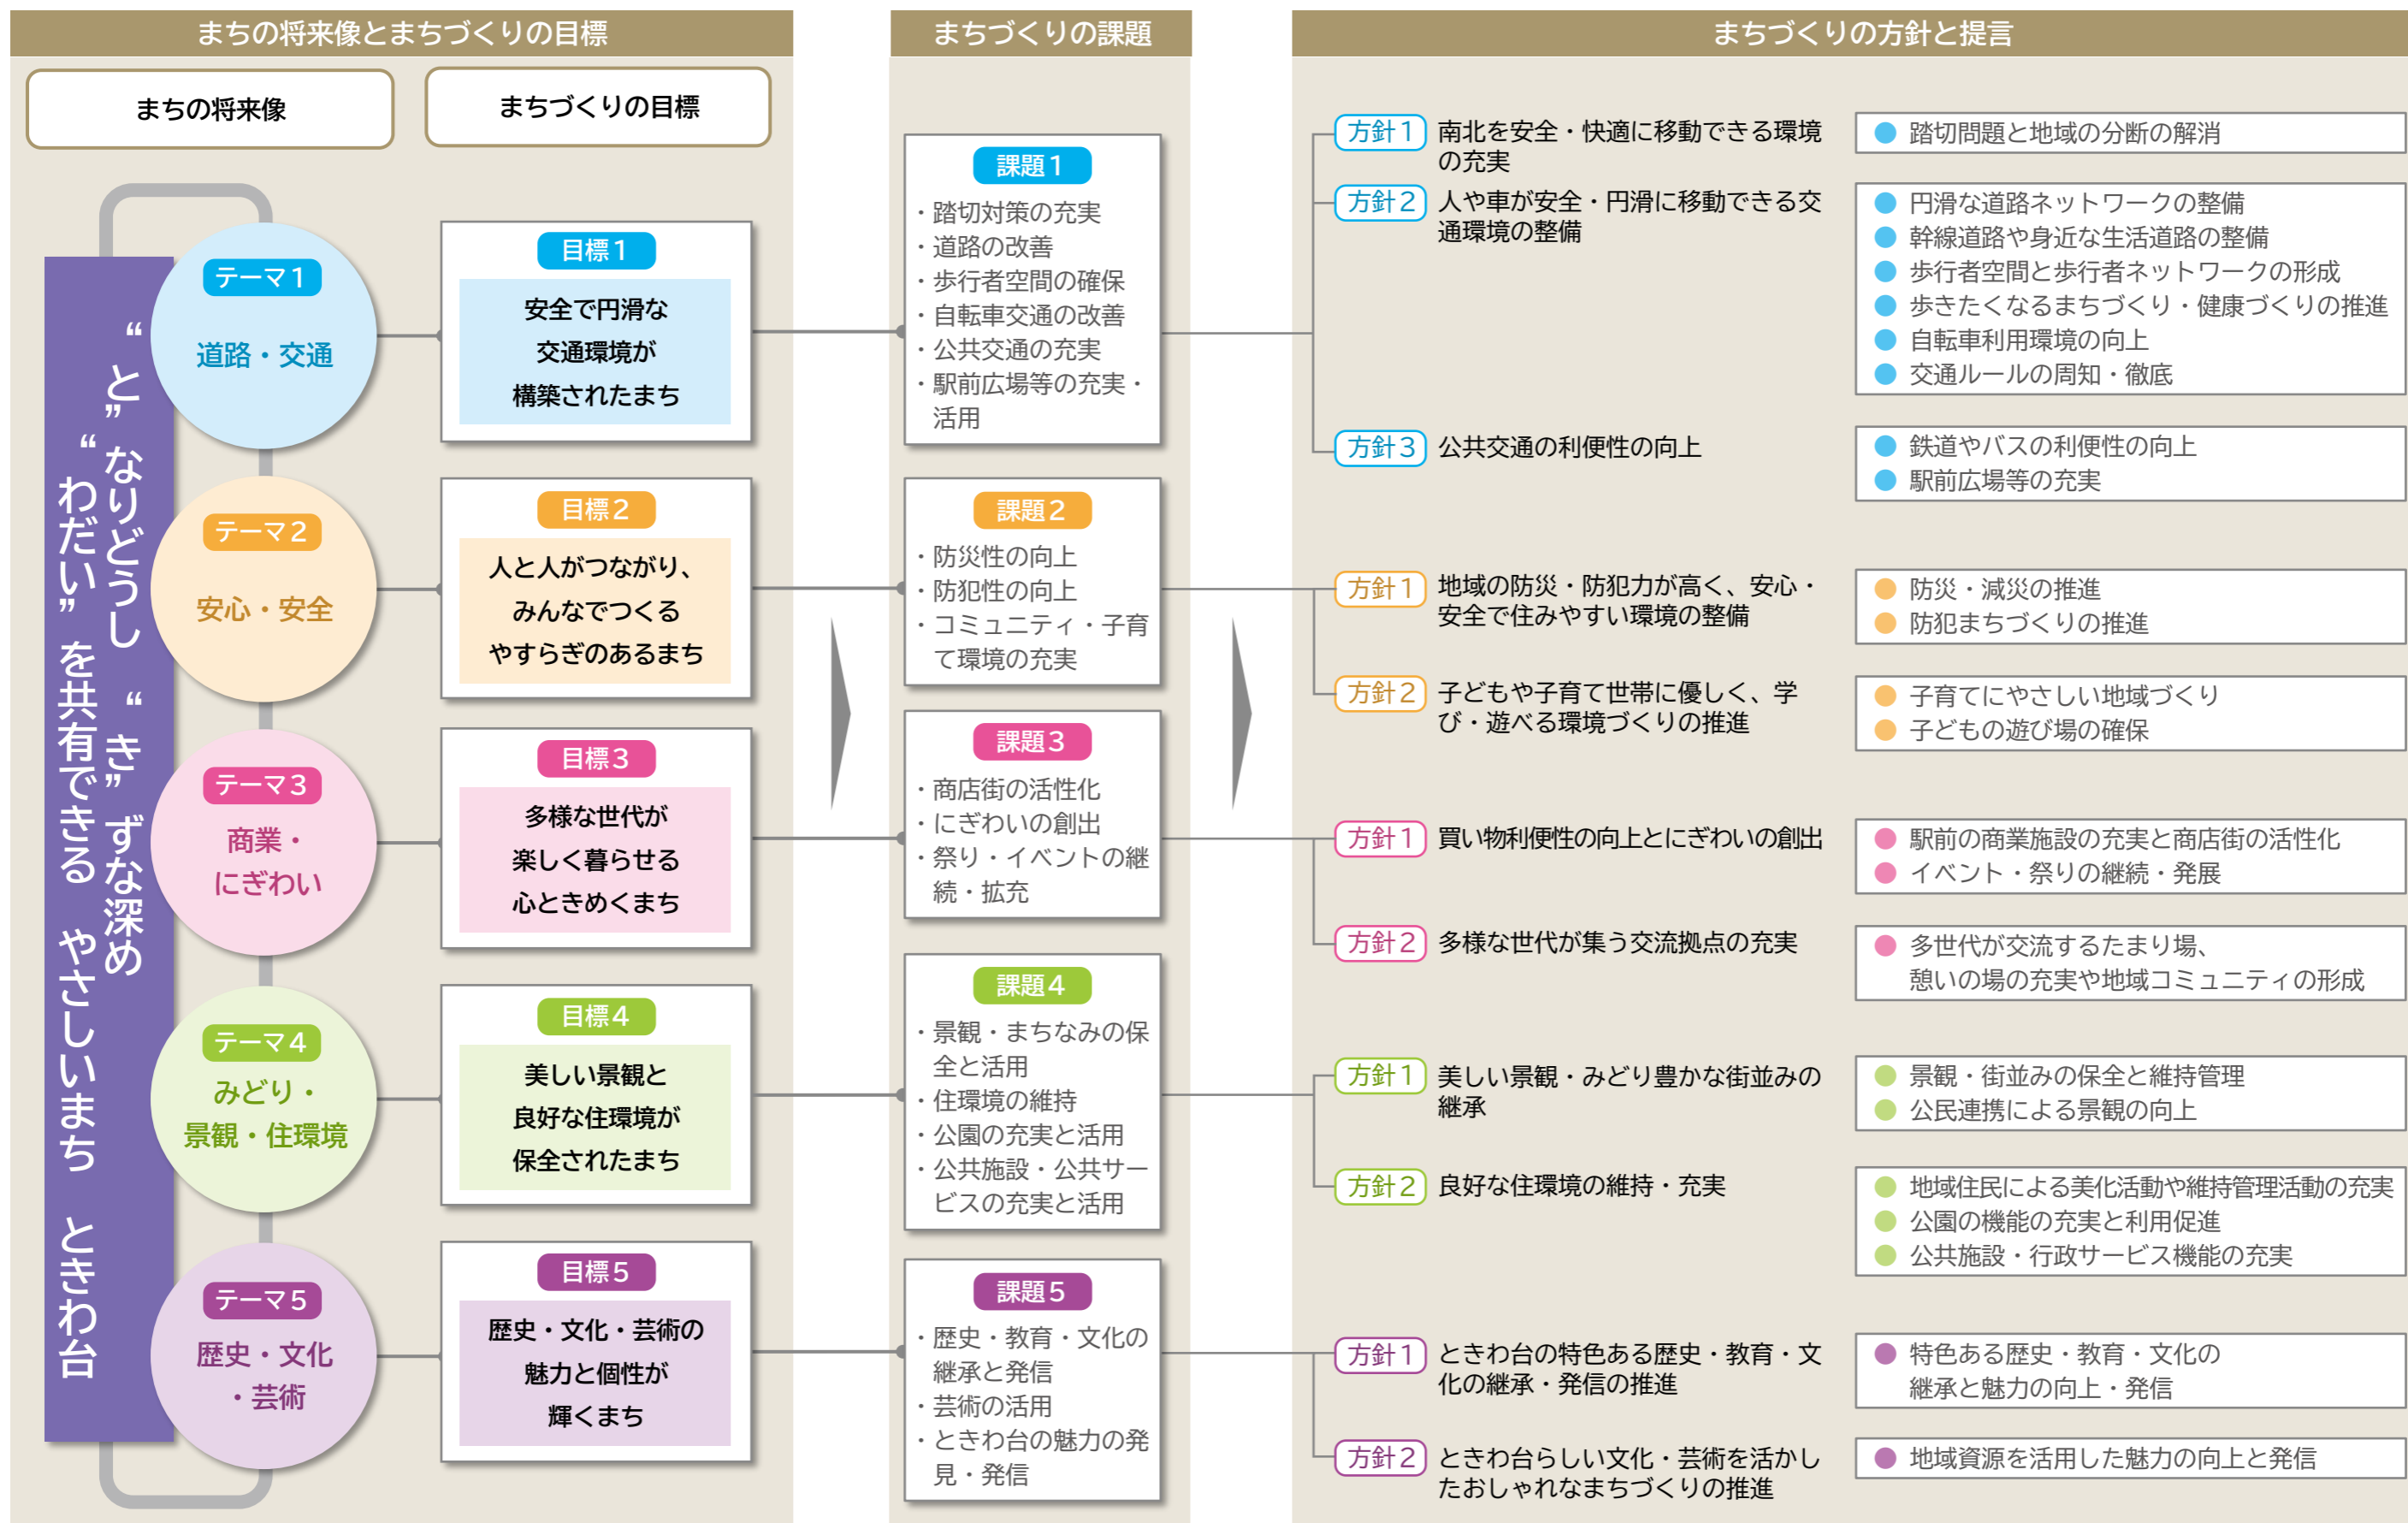 まちの将来像とまちづくりの目標
まちの将来像
まちづくりの目標
“と”なりどうし “き”ずな深め
“わだい”を共有できる やさしいまち ときわ台
テーマ1
道路・交通
目標1
安全で円滑な
交通環境が
構築されたまち
テーマ2
安心・安全
目標2
人と人がつながり、
みんなでつくる
やすらぎのあるまち
テーマ3
商業・
にぎわい
目標3
多様な世代が
楽しく暮らせる
心ときめくまち
テーマ4
みどり・
景観・住環境
目標4
美しい景観と
良好な住環境が
保全されたまち
テーマ5
歴史・文化
・芸術
目標5
歴史・文化・芸術の
魅力と個性が
輝くまち
まちづくりの課題
課題1
・踏切対策の充実
・道路の改善
・歩行者空間の確保
・自転車交通の改善
・公共交通の充実
・駅前広場等の充実・
活用
課題2
・防災性の向上
・防犯性の向上
・コミュニティ・子育
て環境の充実
課題3
・商店街の活性化
・にぎわいの創出
・祭り・イベントの継
続・拡充
課題4
・景観・まちなみの保
全と活用
・住環境の維持
・公園の充実と活用
・公共施設・公共サー
ビスの充実と活用
課題5
・歴史・教育・文化の
継承と発信
・芸術の活用
・ときわ台の魅力の発
見・発信
まちづくりの方針と提言
方針1 南北を安全・快適に移動できる環境
の充実
● 踏切問題と地域の分断の解消
方針2 人や車が安全・円滑に移動できる交
通環境の整備
● 円滑な道路ネットワークの整備
● 幹線道路や身近な生活道路の整備
● 歩行者空間と歩行者ネットワークの形成
● 歩きたくなるまちづくり・健康づくりの推進
● 自転車利用環境の向上
● 交通ルールの周知・徹底
方針3 公共交通の利便性の向上
● 鉄道やバスの利便性の向上
● 駅前広場等の充実
方針1 地域の防災・防犯力が高く、安心・
安全で住みやすい環境の整備
● 防災・減災の推進
● 防犯まちづくりの推進
方針2 子どもや子育て世帯に優しく、学
び・遊べる環境づくりの推進
● 子育てにやさしい地域づくり
● 子どもの遊び場の確保
方針1 買い物利便性の向上とにぎわいの創出
● 駅前の商業施設の充実と商店街の活性化
● イベント・祭りの継続・発展
方針2 多様な世代が集う交流拠点の充実
● 多世代が交流するたまり場、
憩いの場の充実や地域コミュニティの形成
方針1 美しい景観・みどり豊かな街並みの
継承
● 景観・街並みの保全と維持管理
● 公民連携による景観の向上
方針2 良好な住環境の維持・充実
● 地域住民による美化活動や維持管理活動の充実
● 公園の機能の充実と利用促進
● 公共施設・行政サービス機能の充実
方針1 ときわ台の特色ある歴史・教育・文
化の継承・発信の推進
● 特色ある歴史・教育・文化の
継承と魅力の向上・発信
方針2 ときわ台らしい文化・芸術を活かし
たおしゃれなまちづくりの推進
● 地域資源を活用した魅力の向上と発信